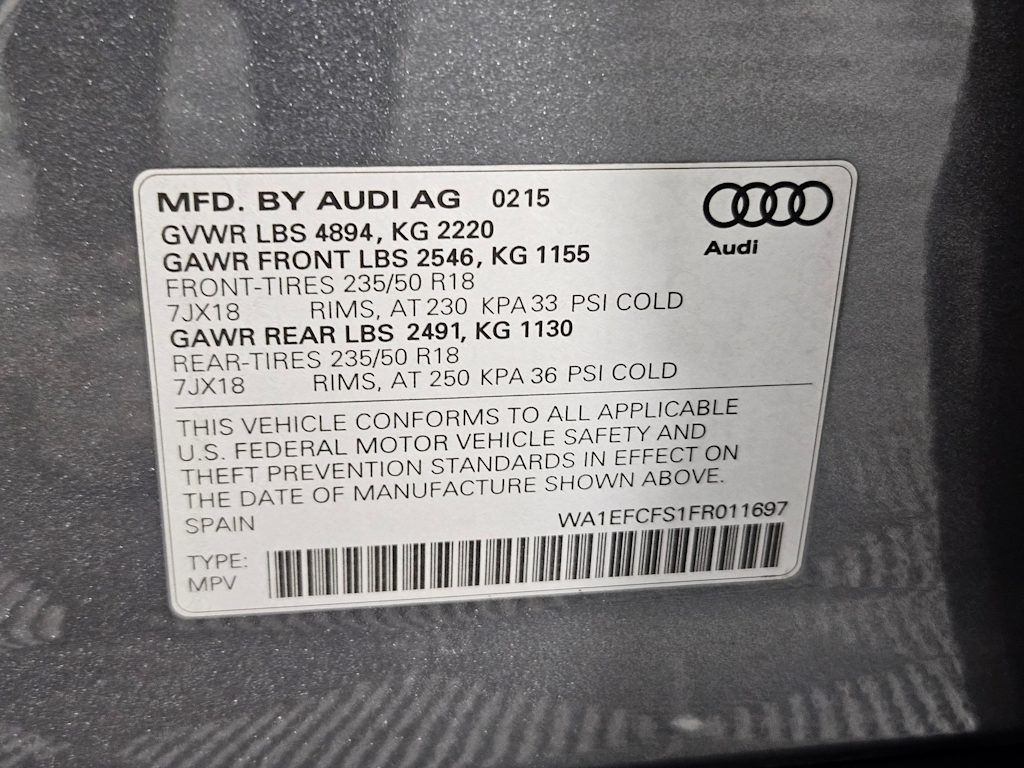 MFD. BY AUDI AG 0215
Audi
GVWR LBS 4894, KG 2220
GAWR FRONT LBS 2546, KG 1155
FRONT-TIRES 235/50 R18
7JX18 RIMS, AT 230 KPA 33 PSI COLD
GAWR REAR LBS 2491, KG 1130
REAR-TIRES 235/50 R18
7JX18 RIMS, AT 250 KPA 36 PSI COLD
THIS VEHICLE CONFORMS TO ALL APPLICABLE
U.S. FEDERAL MOTOR VEHICLE SAFETY AND
THEFT PREVENTION STANDARDS IN EFFECT ON
THE DATE OF MANUFACTURE SHOWN ABOVE.
SPAIN WA1EFCFS1FR011697
TYPE:
MPV